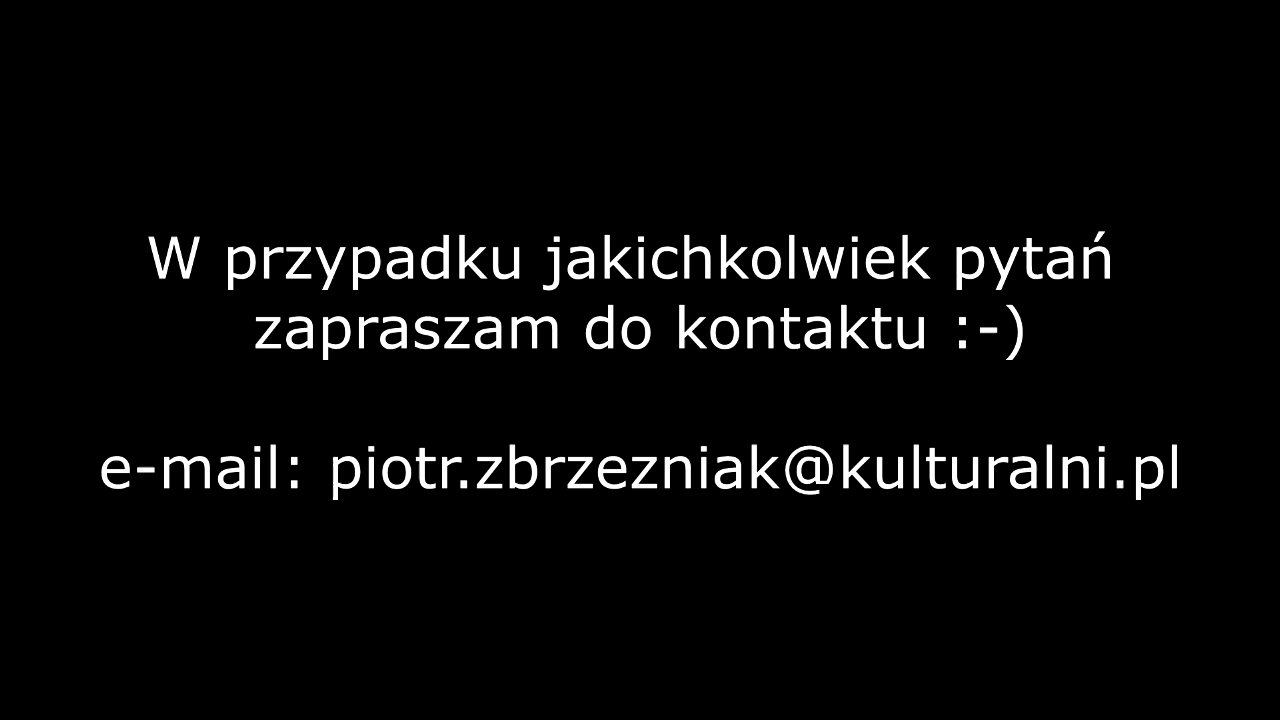 W przypadku jakichkolwiek pytań
zapraszam do kontaktu :-)
e-mail: piotr.zbrzezniak@kulturalni.pl